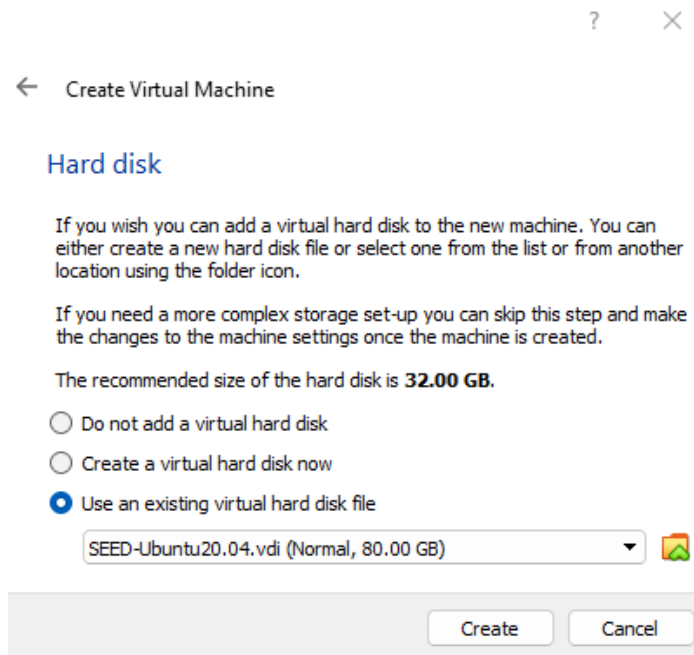 ?
Create Virtual Machine
Hard disk
If you wish you can add a virtual hard disk to the new machine. You can
either create a new hard disk file or select one from the list or from another
location using the folder icon.
If you need a more complex storage set-up you can skip this step and make
the changes to the machine settings once the machine is created.
The recommended size of the hard disk is 32.00 GB.
Do not add a virtual hard disk
Create a virtual hard disk now
Use an existing virtual hard disk file
SEED-Ubuntu20.04.vdi (Normal, 80.00 GB)
Create Cancel